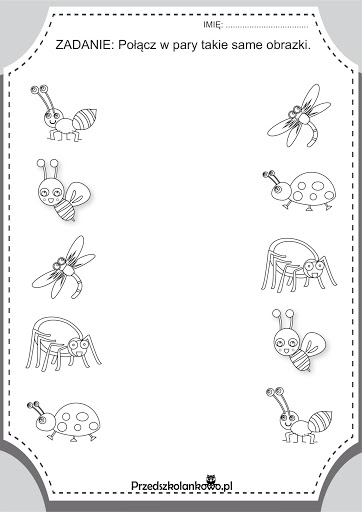 IMIĘ: ..................................
ZADANIE: Połącz w pary takie same obrazki.
Przedszkolankowo.pl